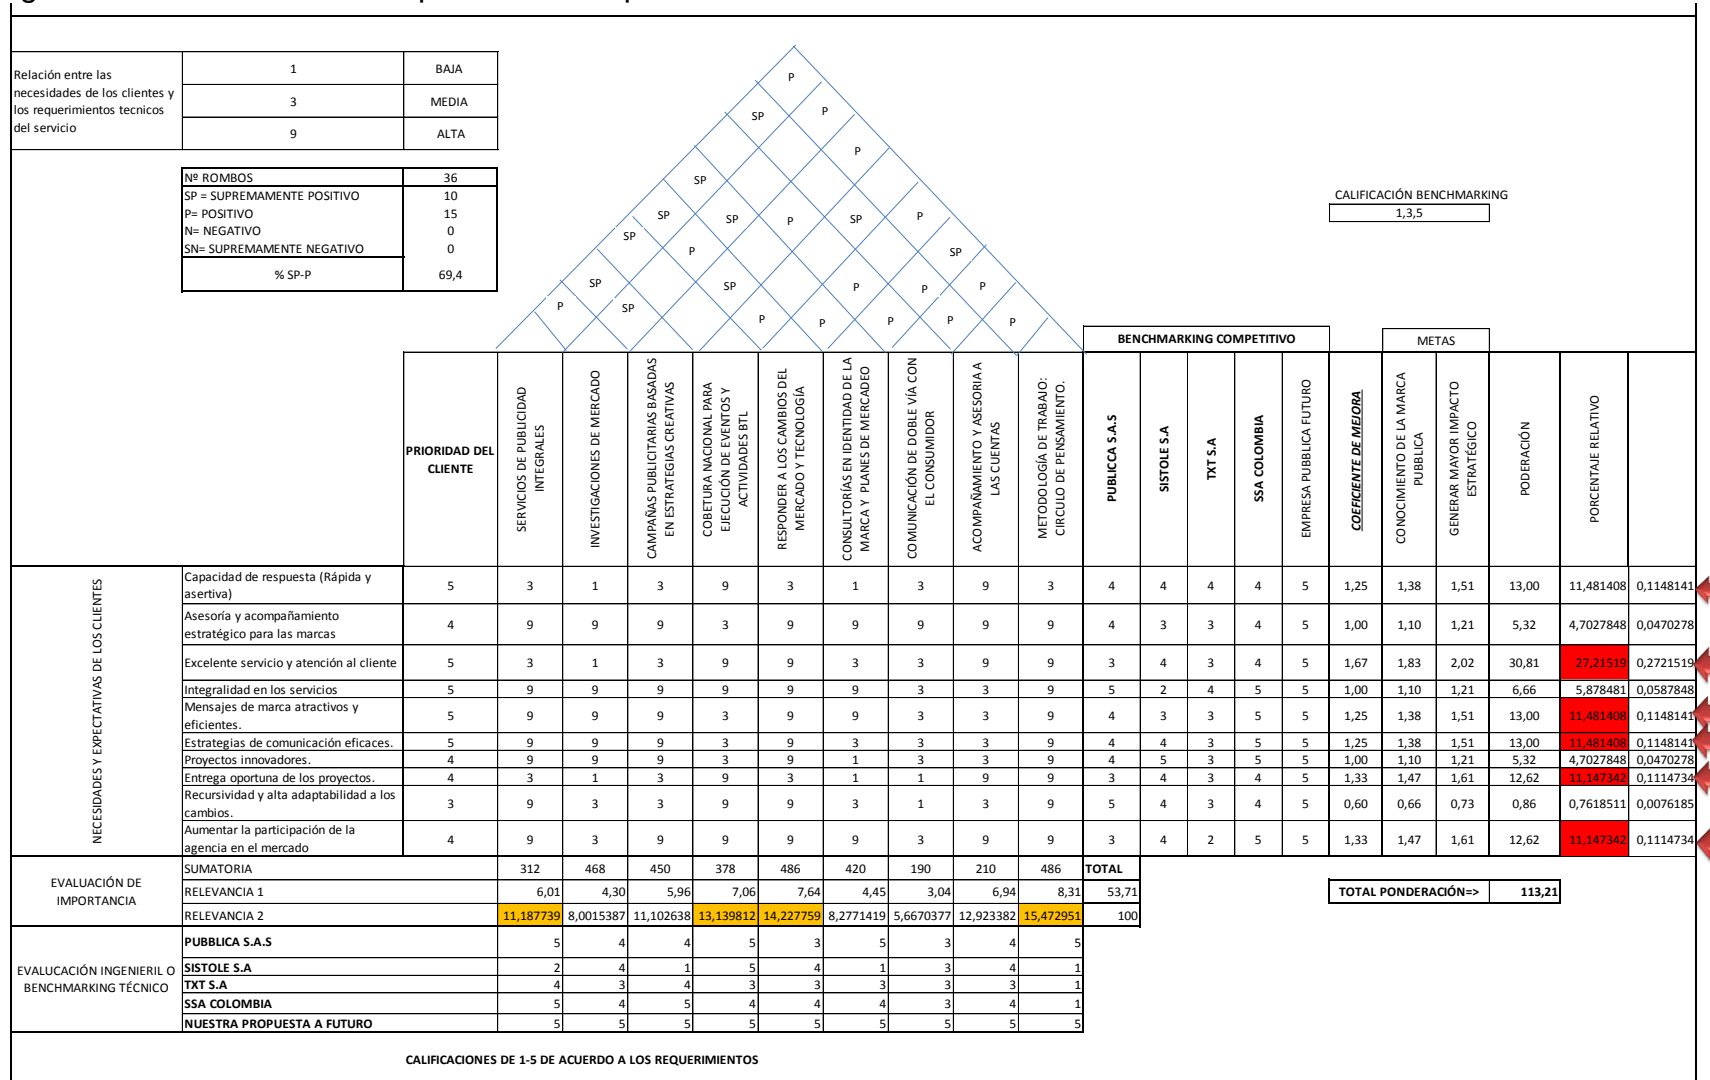 Relación entre las
necesidades de los clientes y
los requerimientos tecnicos
del servicio
1 BAJA
3 MEDIA
9 ALTA
Nº ROMBOS 36
SP = SUPREMAMENTE POSITIVO 10
P= POSITIVO 15
N= NEGATIVO 0
SN= SUPREMAMENTE NEGATIVO 0
% SP-P 69,4
P
SP P
P
SP
SP SP P SP P
SP P SP
SP SP P P
P SP P P P P P
CALIFICACIÓN BENCHMARKING
1,3,5
BENCHMARKING COMPETITIVO
METAS
PRIORIDAD DEL
CLIENTE
SERVICIOS DE PUBLICIDAD
INTEGRALES
INVESTIGACIONES DE MERCADO
CAMPAÑAS PUBLICITARIAS BASADAS
EN ESTRATEGIAS CREATIVAS
COBETURA NACIONAL PARA
EJECUCIÓN DE EVENTOS Y
ACTIVIDADES BTL
RESPONDER A LOS CAMBIOS DEL
MERCADO Y TECNOLOGÍA
CONSULTORÍAS EN IDENTIDAD DE LA
MARCA Y PLANES DE MERCADEO
COMUNICACIÓN DE DOBLE VÍA CON
EL CONSUMIDOR
ACOMPAÑAMIENTO Y ASESORIA A
LAS CUENTAS
METODOLOGÍA DE TRABAJO:
CIRCULO DE PENSAMIENTO.
PUBLICCA S.A.S
SISTOLE S.A
TXT S.A
SSA COLOMBIA
EMPRESA PUBBLICA FUTURO
COEFICIENTE DE MEJORA
CONOCIMIENTO DE LA MARCA
PUBBLICA
GENERAR MAYOR IMPACTO
ESTRATÉGICO
PODERACIÓN
PORCENTAJE RELATIVO
NECESIDADES Y EXPECTATIVAS DE LOS CLIENTES
Capacidad de respuesta (Rápida y
asertiva) 5 3 1 3 9 3 1 3 9 3 4 4 4 4 5 1,25 1,38 1,51 13,00 11,481408 0,1148141
Asesoría y acompañamiento
estratégico para las marcas 4 9 9 9 3 9 9 9 9 9 4 3 3 4 5 1,00 1,10 1,21 5,32 4,7027848 0,0470278
Excelente servicio y atención al cliente 5 3 1 3 9 9 3 3 9 9 3 4 3 4 5 1,67 1,83 2,02 30,81 27,21519 0,2721519
Integralidad en los servicios 5 9 9 9 9 9 9 3 3 9 5 2 4 5 5 1,00 1,10 1,21 6,66 5,878481 0,0587848
Mensajes de marca atractivos y
eficientes. 5 9 9 9 3 9 9 3 3 9 4 3 3 5 5 1,25 1,38 1,51 13,00 11,481408 0,1148141
Estrategias de comunicación eficaces. 5 9 9 9 3 9 3 3 3 9 4 4 3 5 5 1,25 1,38 1,51 13,00 11,481408 0,1148141
Proyectos innovadores. 4 9 9 9 3 9 1 3 3 9 4 5 3 5 5 1,00 1,10 1,21 5,32 4,7027848 0,0470278
Entrega oportuna de los proyectos. 4 3 1 3 9 3 1 1 9 9 3 4 3 4 5 1,33 1,47 1,61 12,62 11,147342 0,1114734
Recursividad y alta adaptabilidad a los
cambios. 3 9 3 3 9 9 3 1 3 9 5 4 3 4 5 0,60 0,66 0,73 0,86 0,7618511 0,0076185
Aumentar la participación de la
agencia en el mercado 4 9 3 9 9 9 9 3 9 9 3 4 2 5 5 1,33 1,47 1,61 12,62 11,147342 0,1114734
EVALUACIÓN DE
IMPORTANCIA
SUMATORIA 312 468 450 378 486 420 190 210 486 TOTAL
RELEVANCIA 1 6,01 4,30 5,96 7,06 7,64 4,45 3,04 6,94 8,31 53,71
TOTAL PONDERACIÓN=> 113,21
RELEVANCIA 2 11,187739 8,0015387 11,102638 13,139812 14,227759 8,2771419 5,6670377 12,923382 15,472951 100
EVALUCACIÓN INGENIERIL O
BENCHMARKING TÉCNICO
PUBBLICA S.A.S 5 4 4 5 3 5 3 4 5
SISTOLE S.A 2 4 1 5 4 1 3 4 1
TXT S.A 4 3 4 3 3 3 3 3 1
SSA COLOMBIA 5 4 5 4 4 4 3 4 1
NUESTRA PROPUESTA A FUTURO 5 5 5 5 5 5 5 5 5
CALIFICACIONES DE 1-5 DE ACUERDO A LOS REQUERIMIENTOS